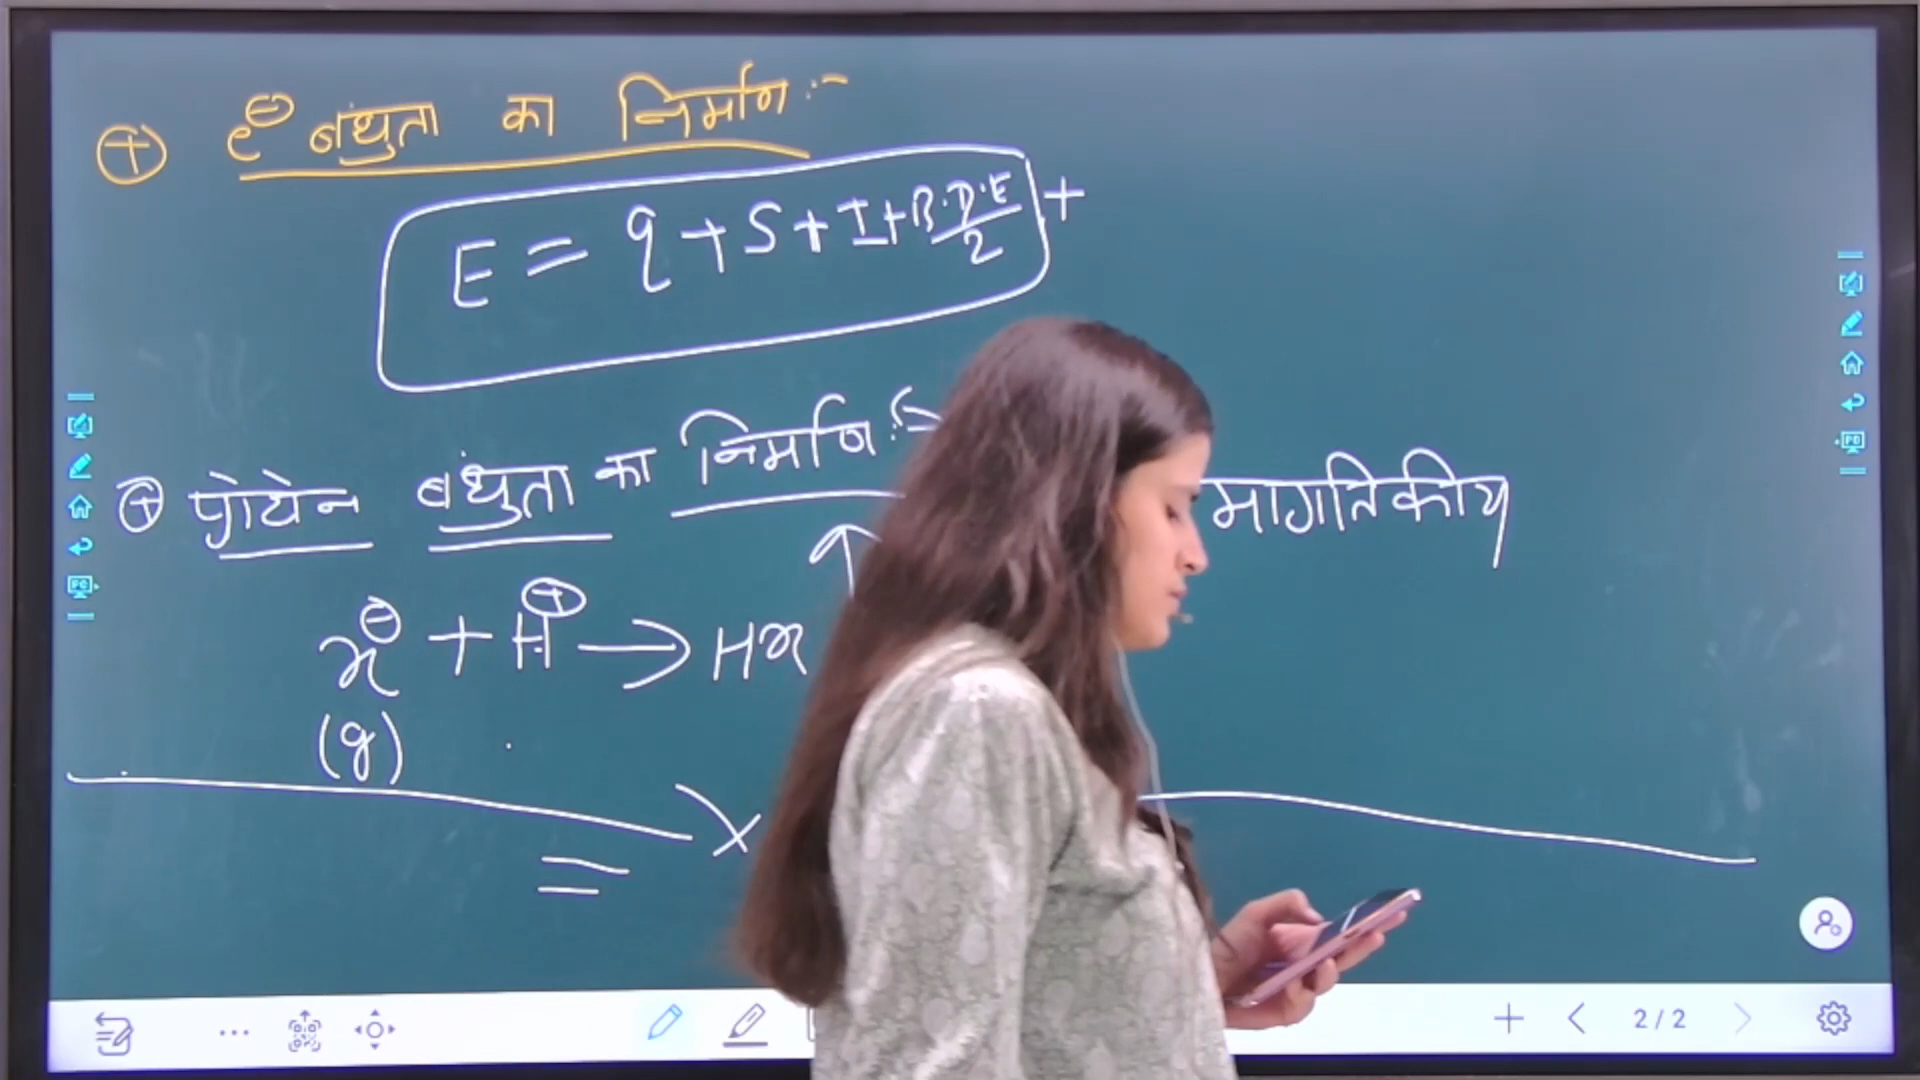 ⊕ e⊖ बंधुता का निर्माण :-
E = q + S + I + B.D.E/2 +
⊕ प्रोटोन बंधुता का निर्माण :-
मागतिकीय
x⊖ + H⊕ → Hx
(g)
=
2/2